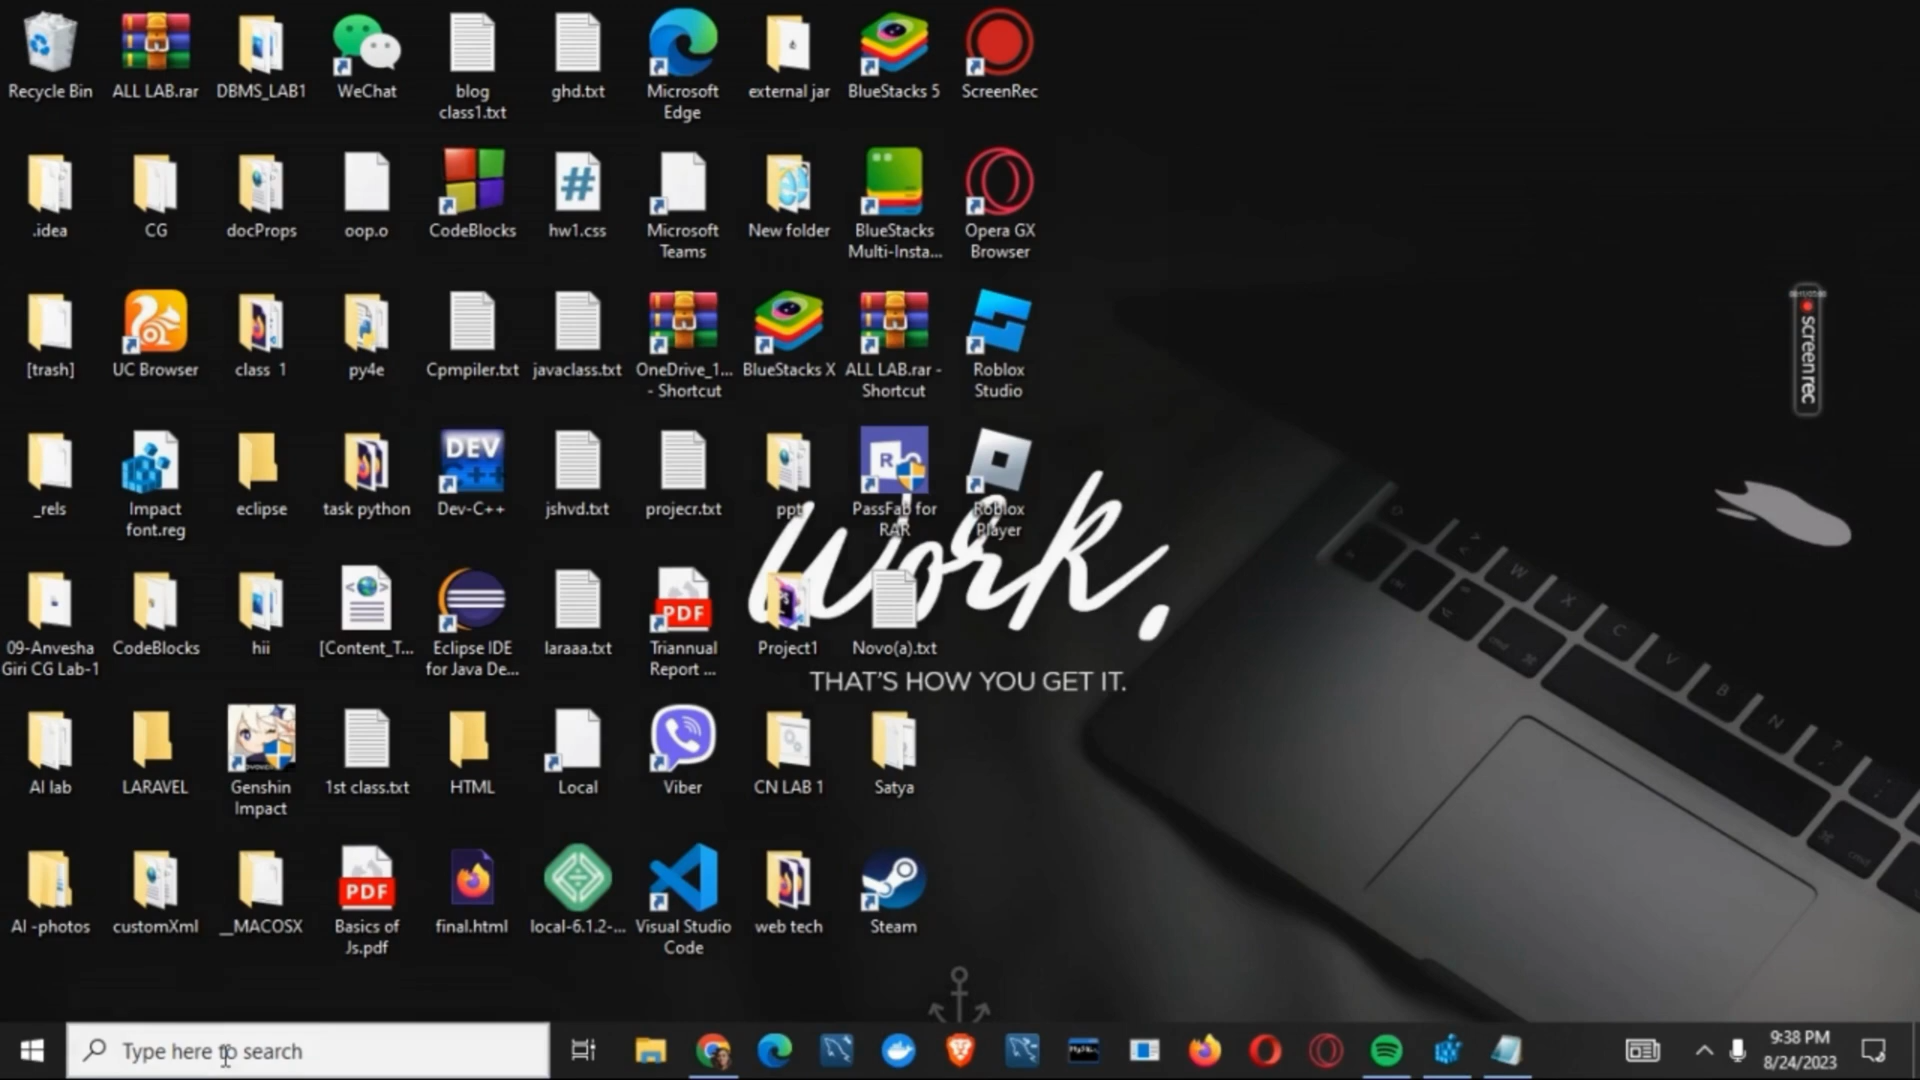 Recycle Bin
ALL LAB.rar
DBMS_LAB1
WeChat
blog
class1.txt
ghd.txt
Microsoft
Edge
external jar
BlueStacks 5
ScreenRec
.idea
CG
docProps
oop.o
CodeBlocks
#
hw1.css
Microsoft
Teams
New folder
BlueStacks
Multi-Insta...
Opera GX
Browser
screenrec
[trash]
UC Browser
class 1
py4e
Cpmpiler.txt
javaclass.txt
OneDrive_1...
- Shortcut
BlueStacks X
ALL LAB.rar -
Shortcut
Roblox
Studio
_rels
Impact
font.reg
eclipse
task python
DEV
C++
Dev-C++
jshvd.txt
projecr.txt
ppt
PassFab for
RAR
Roblox
Player
Work.
THAT'S HOW YOU GET IT.
09-Anvesha
Giri CG Lab-1
CodeBlocks
hii
[Content_T...
Eclipse IDE
for Java De...
laraaa.txt
PDF
Triannual
Report ...
Project1
Novo(a).txt
AI lab
LARAVEL
Genshin
Impact
1st class.txt
HTML
Local
Viber
CN LAB 1
Satya
AI -photos
customXml
__MACOSX
PDF
Basics of
Js.pdf
final.html
local-6.1.2-...
Visual Studio
Code
web tech
Steam
Type here to search
9:38 PM
8/24/2023